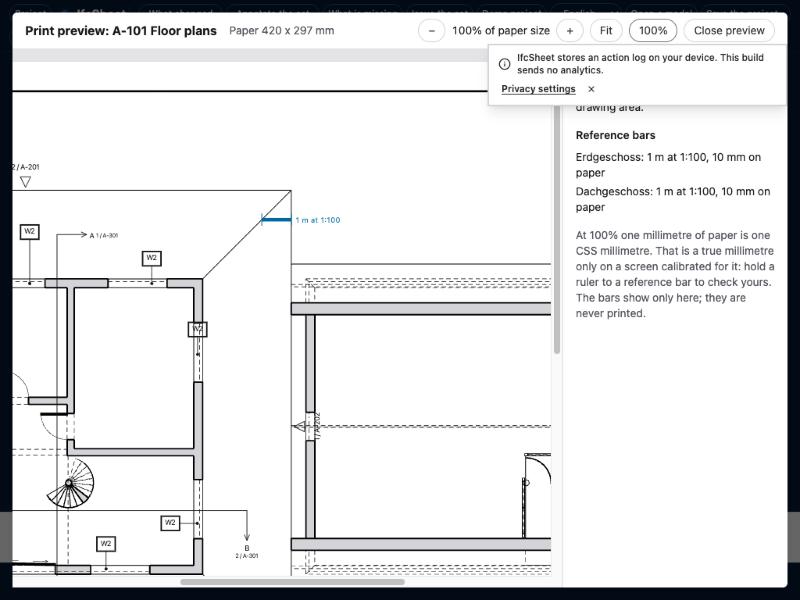 Print preview: A-101 Floor plans
Paper 420 x 297 mm
−
100% of paper size
+
Fit
100%
Close preview
IfcSheet stores an action log on your device. This build
sends no analytics.
Privacy settings ×
drawing area.
Reference bars
Erdgeschoss: 1 m at 1:100, 10 mm on
paper
Dachgeschoss: 1 m at 1:100, 10 mm on
paper
At 100% one millimetre of paper is one
CSS millimetre. That is a true millimetre
only on a screen calibrated for it: hold a
ruler to a reference bar to check yours.
The bars show only here; they are
never printed.
2 / A-201
1 m at 1:100
W2
A 1 / A-301
W2
W2
1 / A-202
W2
B
2 / A-301
W2